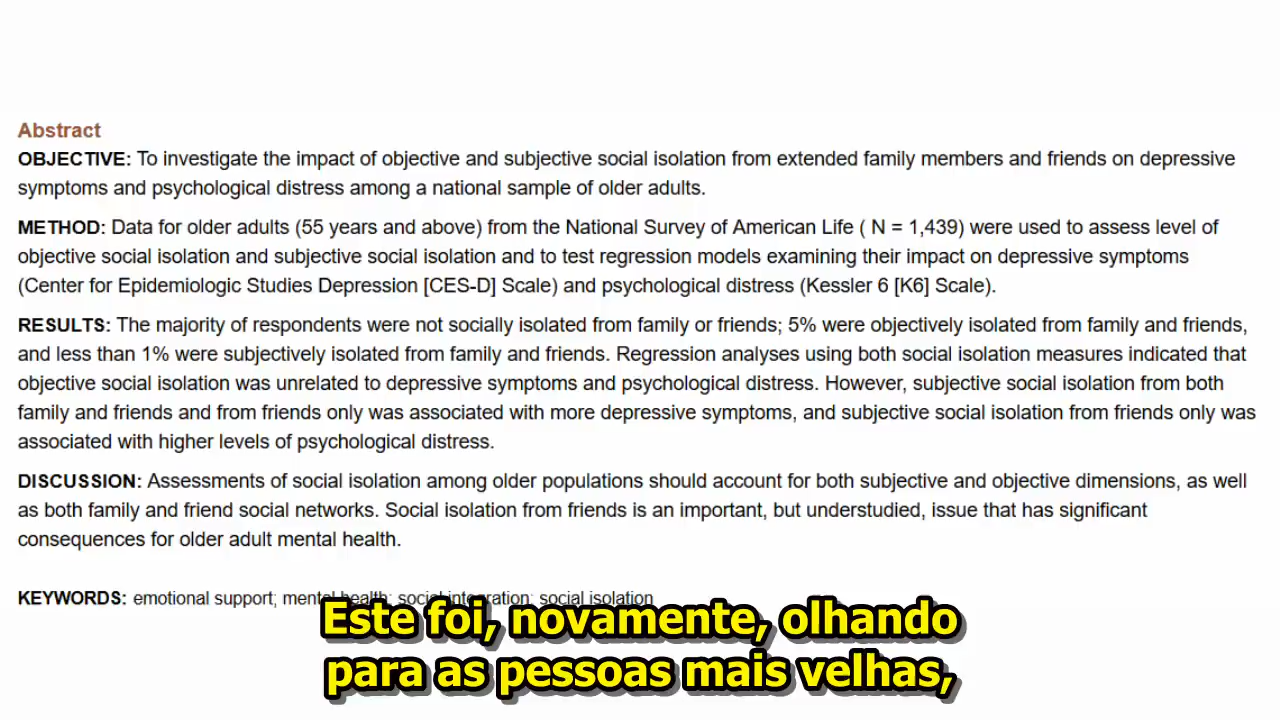 Abstract
OBJECTIVE: To investigate the impact of objective and subjective social isolation from extended family members and friends on depressive
symptoms and psychological distress among a national sample of older adults.
METHOD: Data for older adults (55 years and above) from the National Survey of American Life ( N = 1,439) were used to assess level of
objective social isolation and subjective social isolation and to test regression models examining their impact on depressive symptoms
(Center for Epidemiologic Studies Depression [CES-D] Scale) and psychological distress (Kessler 6 [K6] Scale).
RESULTS: The majority of respondents were not socially isolated from family or friends; 5% were objectively isolated from family and friends,
and less than 1% were subjectively isolated from family and friends. Regression analyses using both social isolation measures indicated that
objective social isolation was unrelated to depressive symptoms and psychological distress. However, subjective social isolation from both
family and friends and from friends only was associated with more depressive symptoms, and subjective social isolation from friends only was
associated with higher levels of psychological distress.
DISCUSSION: Assessments of social isolation among older populations should account for both subjective and objective dimensions, as well
as both family and friend social networks. Social isolation from friends is an important, but understudied, issue that has significant
consequences for older adult mental health.
KEYWORDS: emotional support; mental health; social integration; social isolation
Este foi, novamente, olhando
para as pessoas mais velhas,